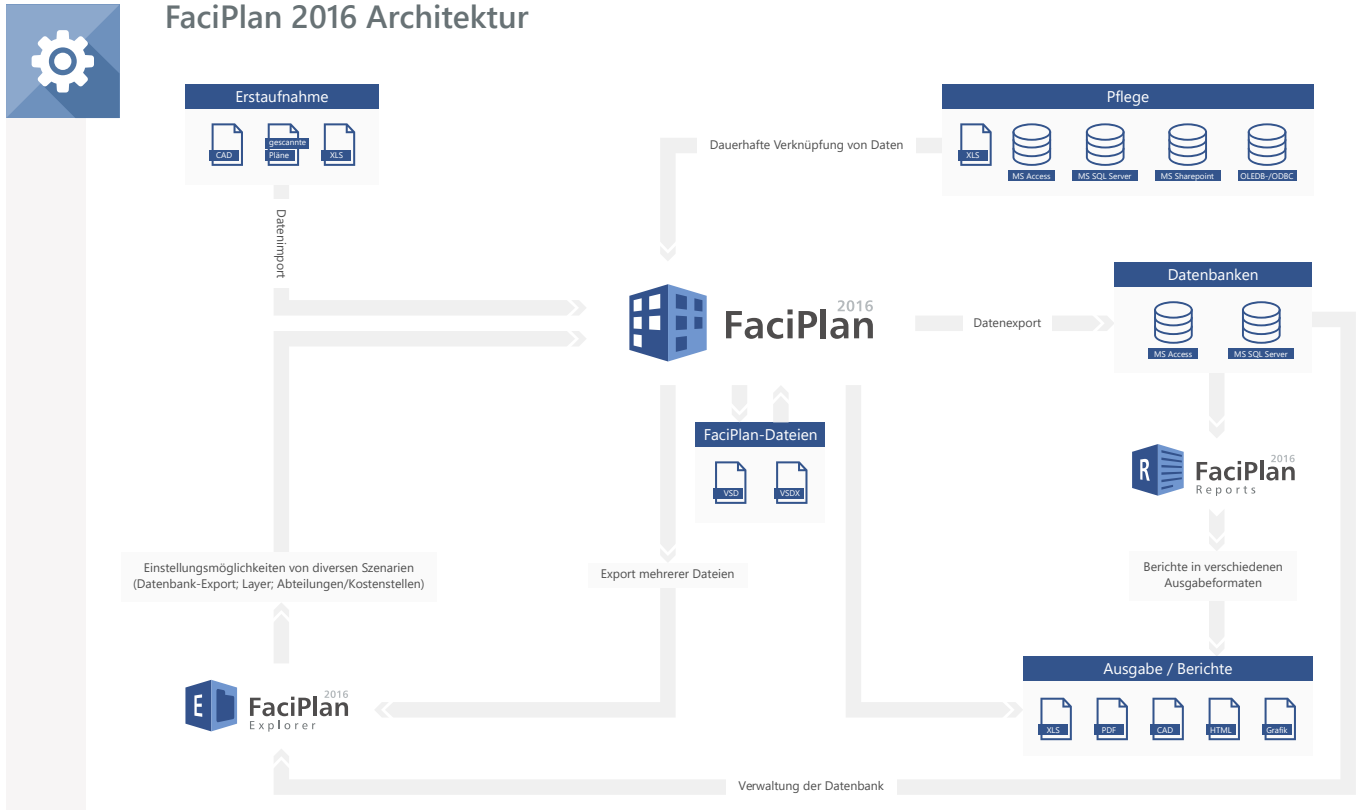 FaciPlan 2016 Architektur
Erstaufnahme
CAD
gescannte
Pläne
XLS
Datenimport
Pflege
XLS
MS Access
MS SQL Server
MS Sharepoint
OLEDB-/ODBC
Dauerhafte Verknüpfung von Daten
2016
FaciPlan
Datenexport
Datenbanken
MS Access
MS SQL Server
FaciPlan-Dateien
VSD
VSDX
R
2016
FaciPlan
Reports
Einstellungsmöglichkeiten von diversen Szenarien
(Datenbank-Export; Layer; Abteilungen/Kostenstellen)
Export mehrerer Dateien
Berichte in verschiedenen
Ausgabeformaten
E
2016
FaciPlan
Explorer
Ausgabe / Berichte
XLS
PDF
CAD
HTML
Grafik
Verwaltung der Datenbank